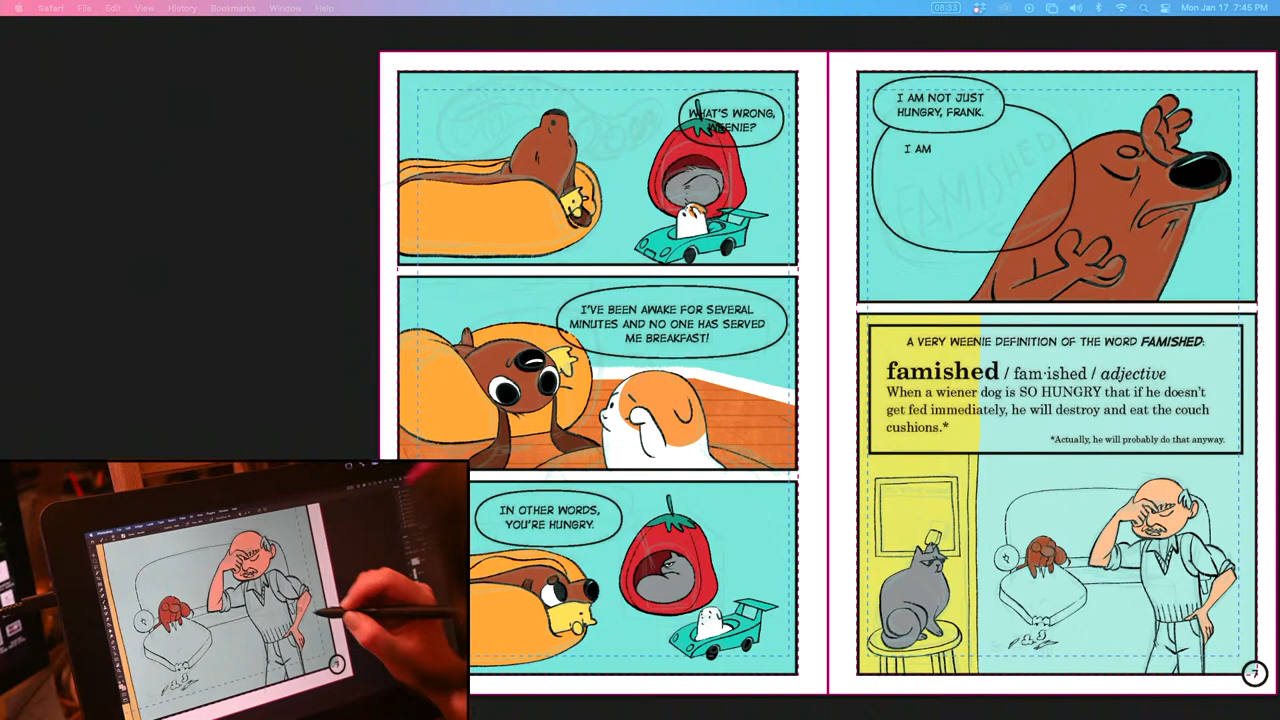 Safari File Edit View History Bookmarks Window Help 08:33 Mon Jan 17 7:45 PM
WHAT'S WRONG,
WEENIE?
I'VE BEEN AWAKE FOR SEVERAL
MINUTES AND NO ONE HAS SERVED
ME BREAKFAST!
IN OTHER WORDS,
YOU'RE HUNGRY.
I AM NOT JUST
HUNGRY, FRANK.
I AM
FAMISHED
A VERY WEENIE DEFINITION OF THE WORD FAMISHED:
famished / fam·ished / adjective
When a wiener dog is SO HUNGRY that if he doesn't
get fed immediately, he will destroy and eat the couch
cushions.*
*Actually, he will probably do that anyway.
7